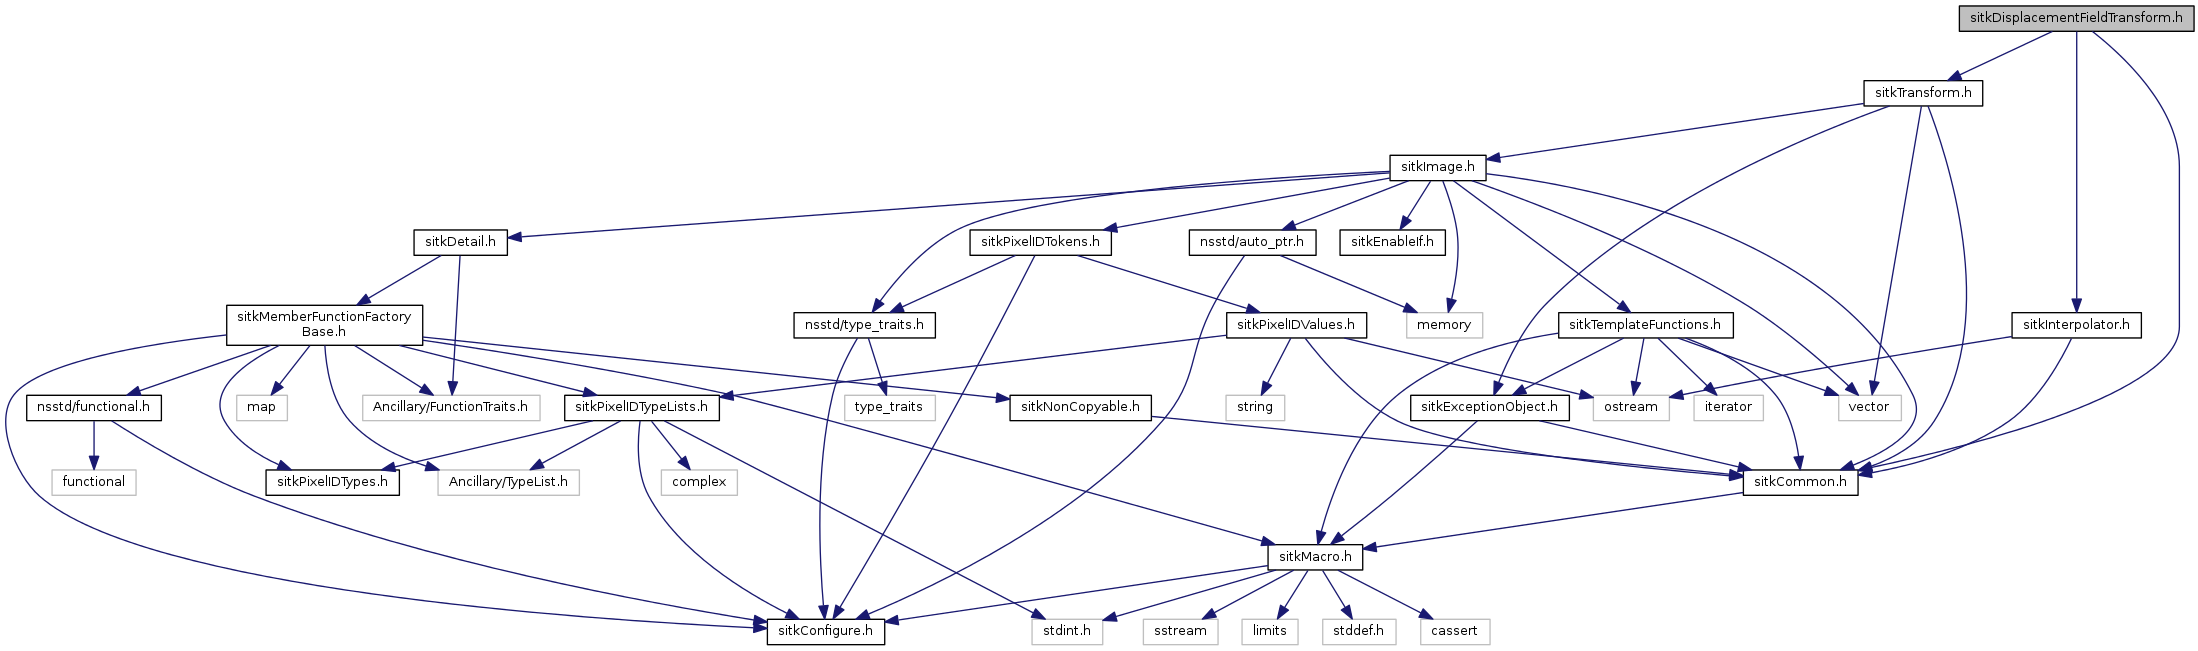 sitkDisplacementFieldTransform.h
sitkTransform.h
sitkImage.h
sitkDetail.h
sitkPixelIDTokens.h
nsstd/auto_ptr.h
sitkEnableIf.h
sitkMemberFunctionFactory
Base.h
nsstd/type_traits.h
sitkPixelIDValues.h
memory
sitkTemplateFunctions.h
sitkInterpolator.h
nsstd/functional.h
map
Ancillary/FunctionTraits.h
sitkPixelIDTypeLists.h
type_traits
sitkNonCopyable.h
string
sitkExceptionObject.h
ostream
iterator
vector
functional
sitkPixelIDTypes.h
Ancillary/TypeList.h
complex
sitkCommon.h
sitkMacro.h
sitkConfigure.h
stdint.h
sstream
limits
stddef.h
cassert